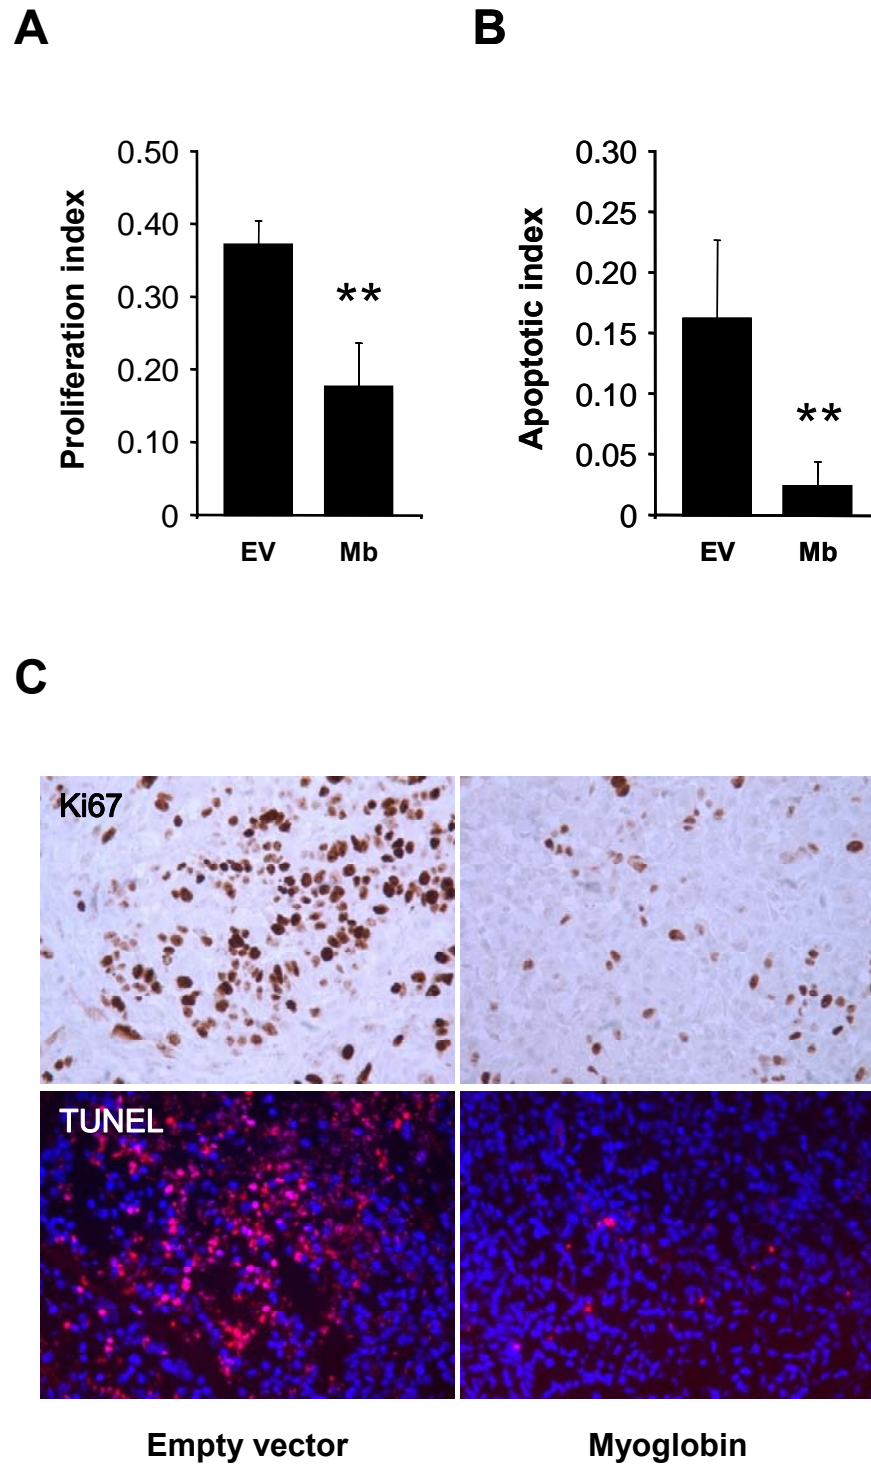 A
B
Proliferation index
0.50
0.40
0.30
0.20
0.10
0
**
EV Mb
Apoptotic index
0.30
0.25
0.20
0.15
0.10
0.05
0
**
EV Mb
C
Ki67
TUNEL
Empty vector Myoglobin